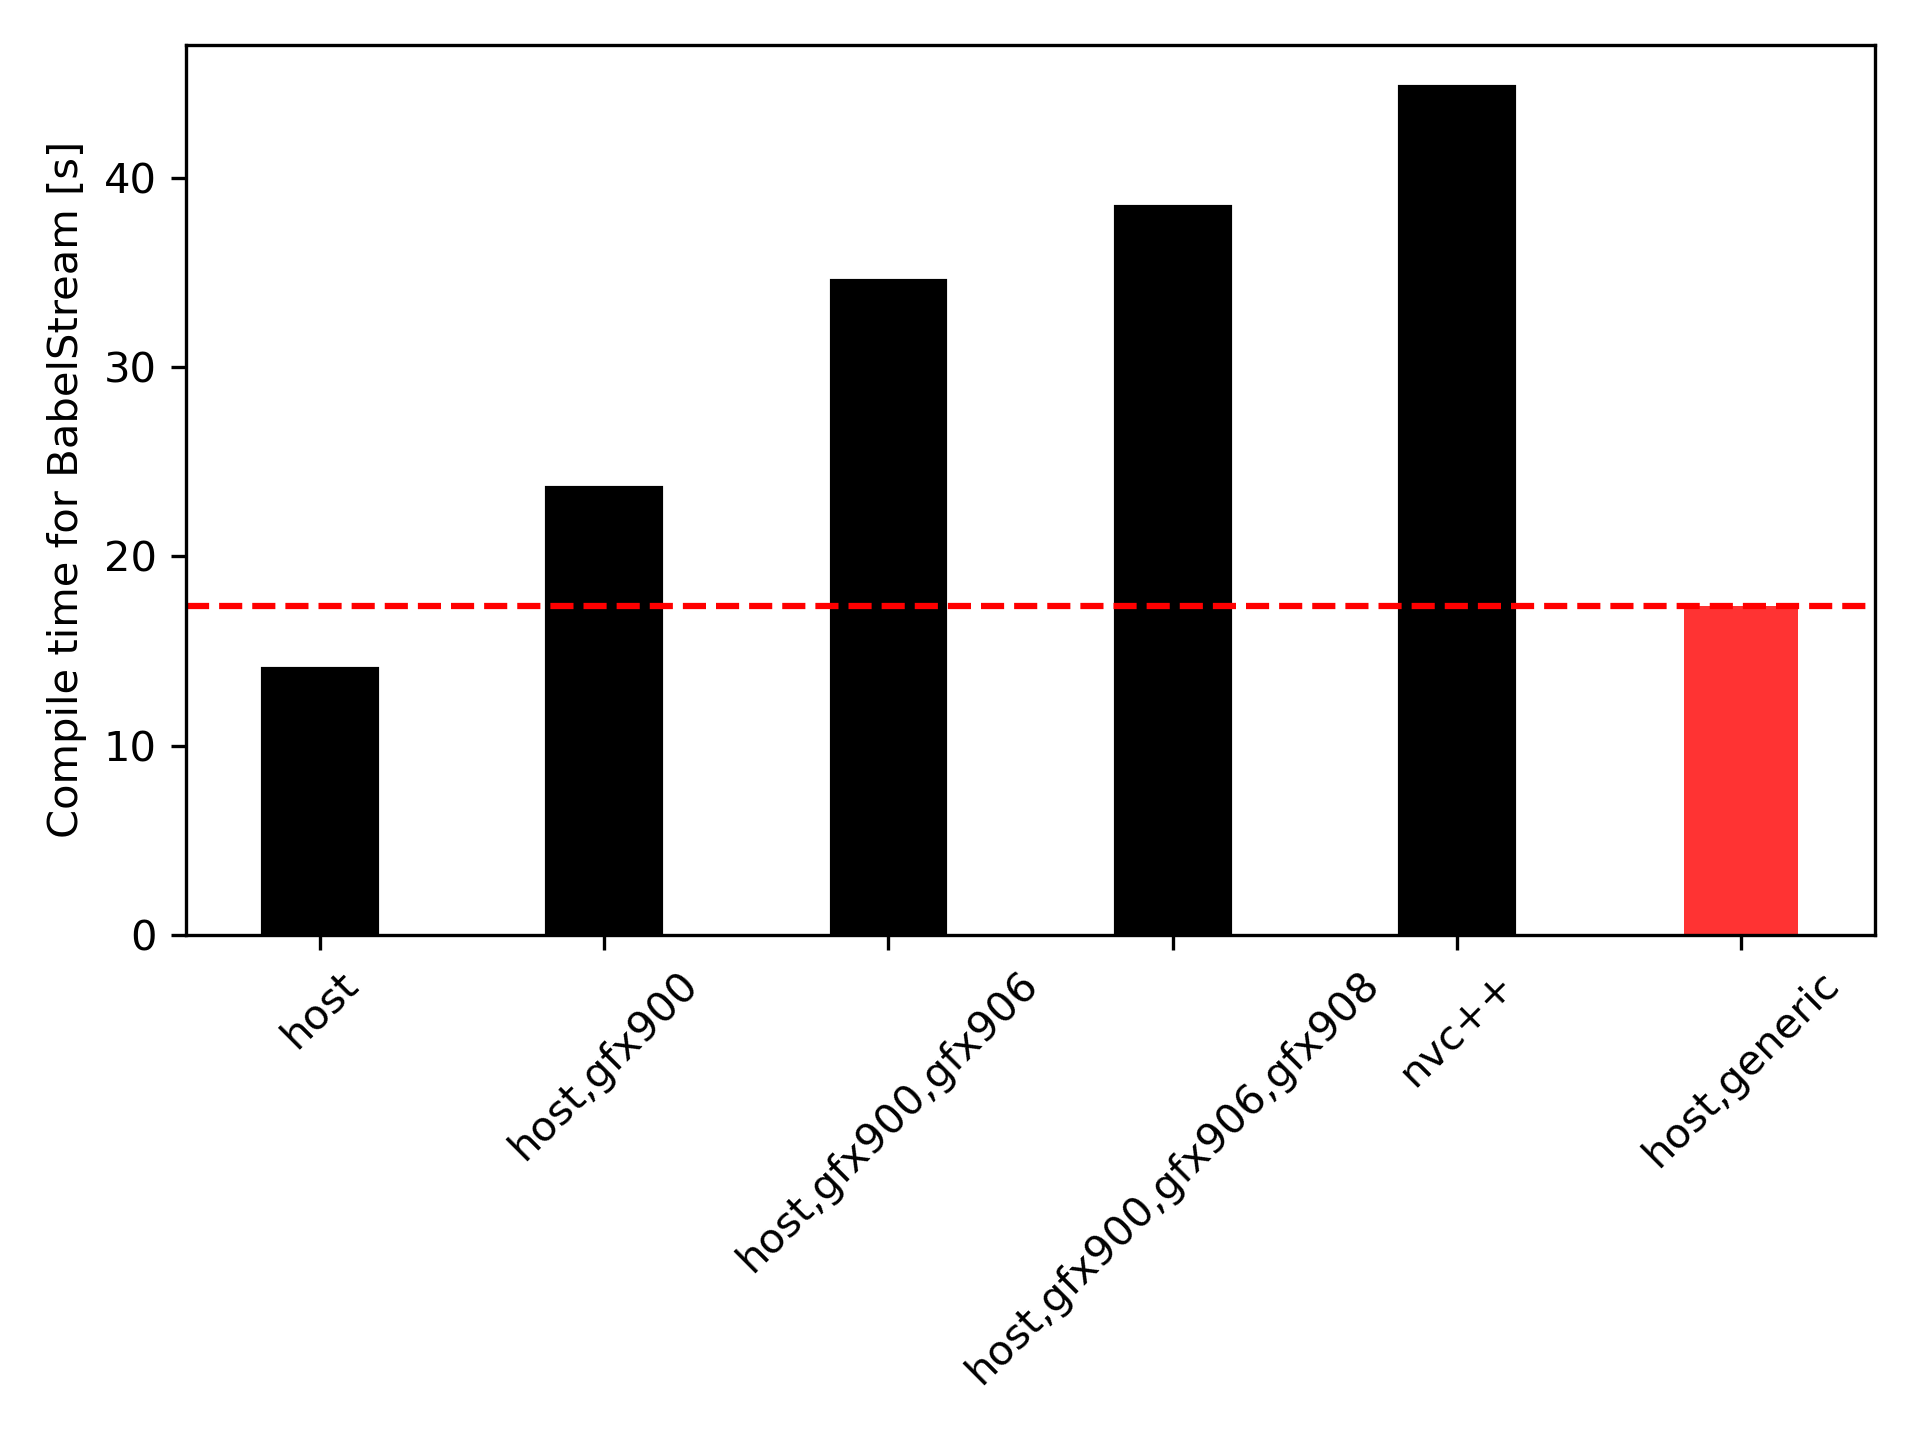 Compile time for BabelStream [s]
40
30
20
10
0
host
host,gfx900
host,gfx900,gfx906
host,gfx900,gfx906,gfx908
nvc++
host,generic